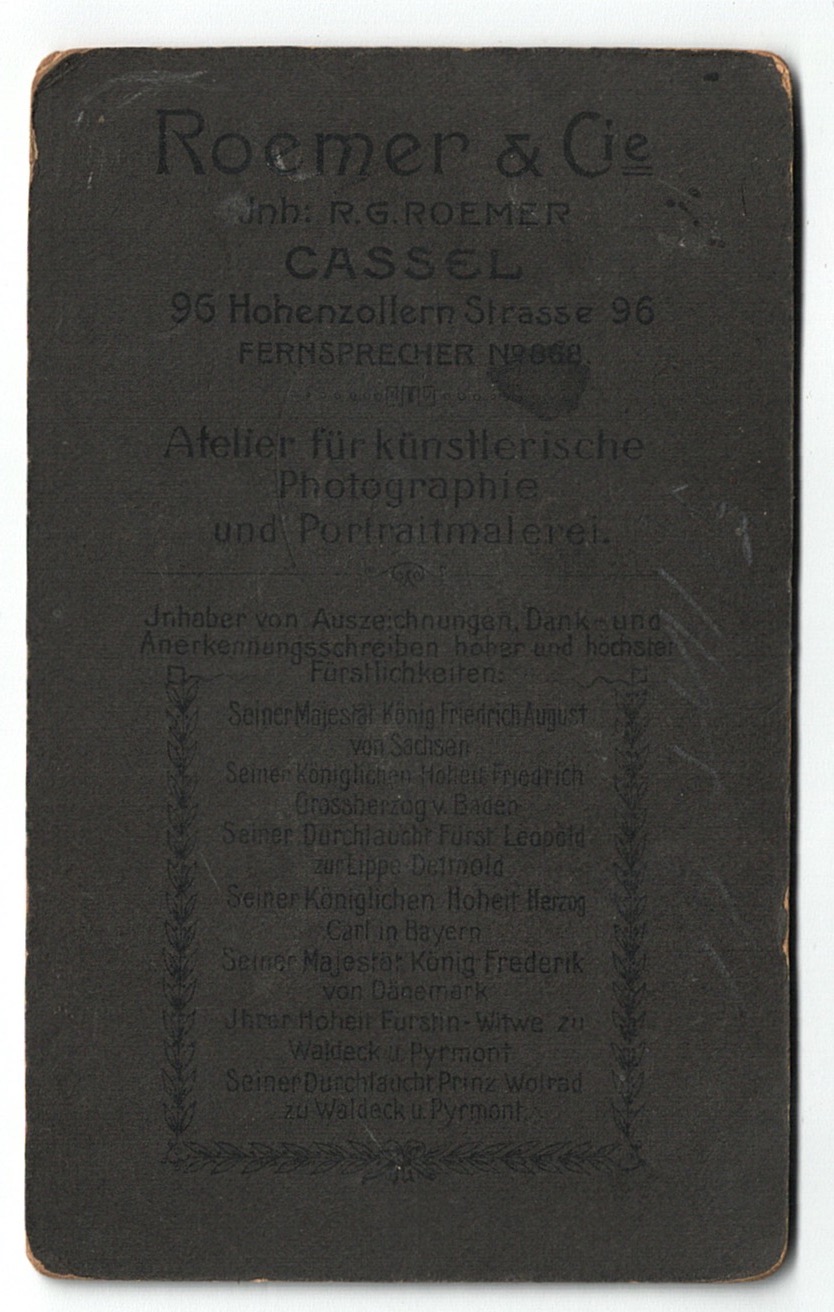 Roemer & Cie
Jnh: R.G. ROEMER
CASSEL
96 Hohenzollern Strasse 96
FERNSPRECHER No 868.
Atelier für künstlerische
Photographie
und Portraitmalerei.
Jnhaber von Auszeichnungen, Dank- und
Anerkennungsschreiben hoher und höchster
Fürstlichkeiten:
Seiner Majestät König Friedrich August
von Sachsen
Seiner Königlichen Hoheit Friedrich
Grossherzog v. Baden
Seiner Durchlaucht Fürst Leopold
zur Lippe Detmold
Seiner Königlichen Hoheit Herzog
Carl in Bayern
Seiner Majestät König Frederik
von Dänemark
Jhrer Hoheit Fürstin-Witwe zu
Waldeck u. Pyrmont
Seiner Durchlaucht Prinz Wolrad
zu Waldeck u. Pyrmont.